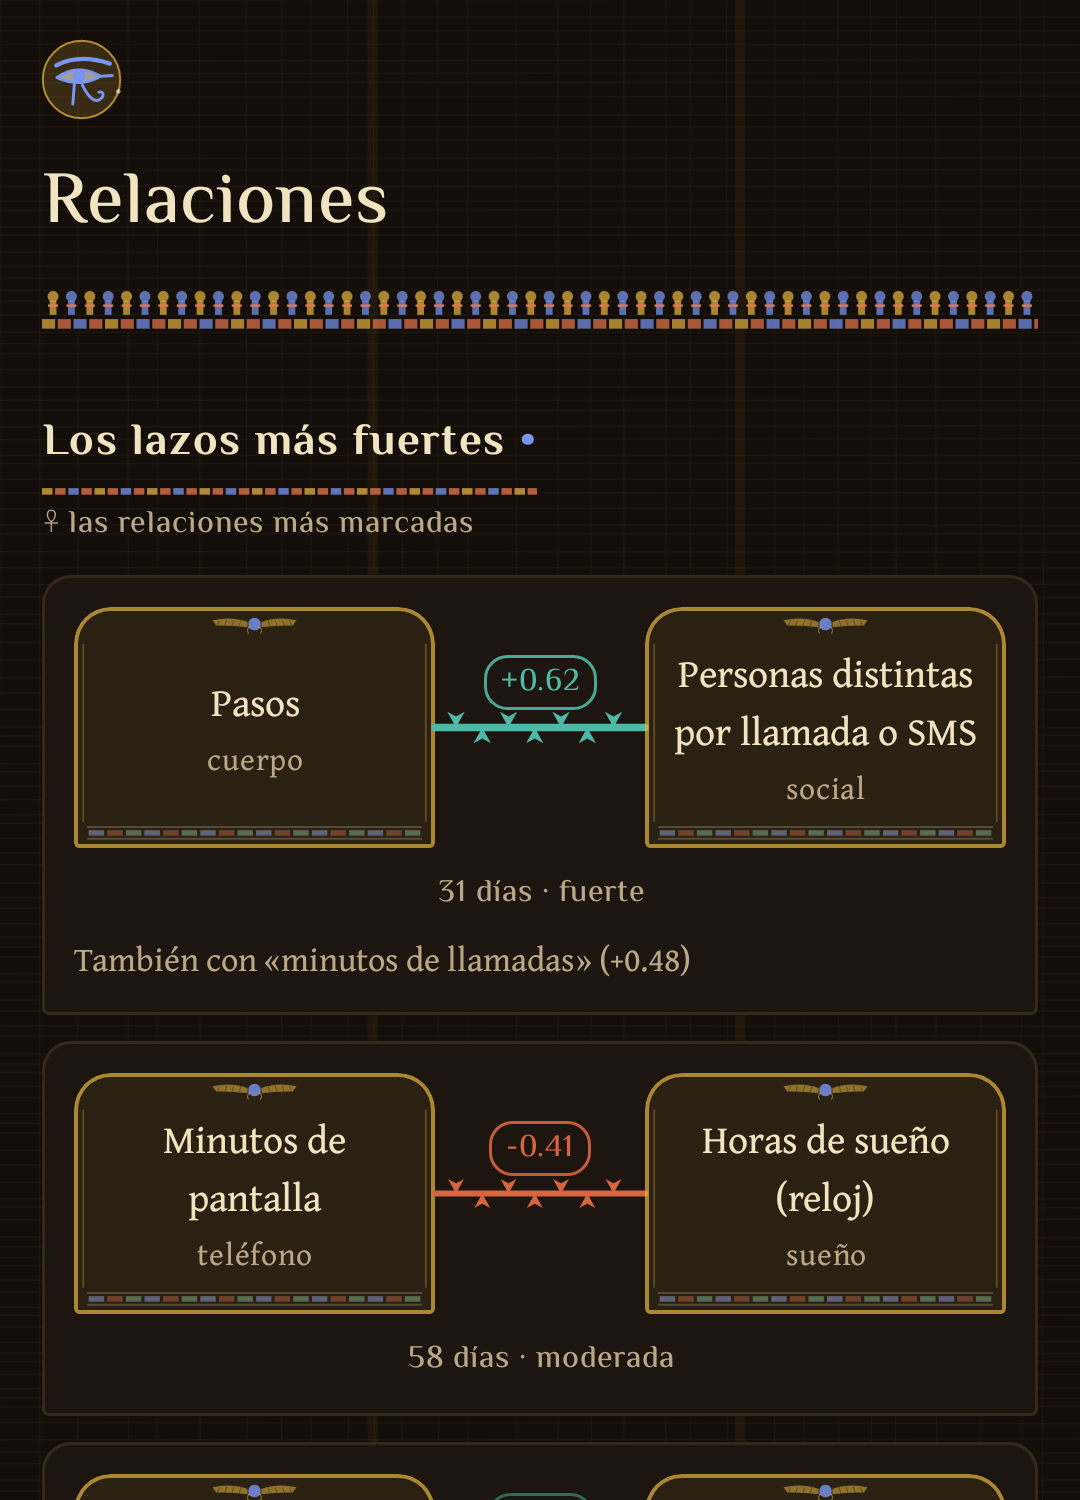 Relaciones
Los lazos más fuertes •
♀ las relaciones más marcadas
Pasos
cuerpo
+0.62
Personas distintas
por llamada o SMS
social
31 días · fuerte
También con «minutos de llamadas» (+0.48)
Minutos de
pantalla
teléfono
-0.41
Horas de sueño
(reloj)
sueño
58 días · moderada